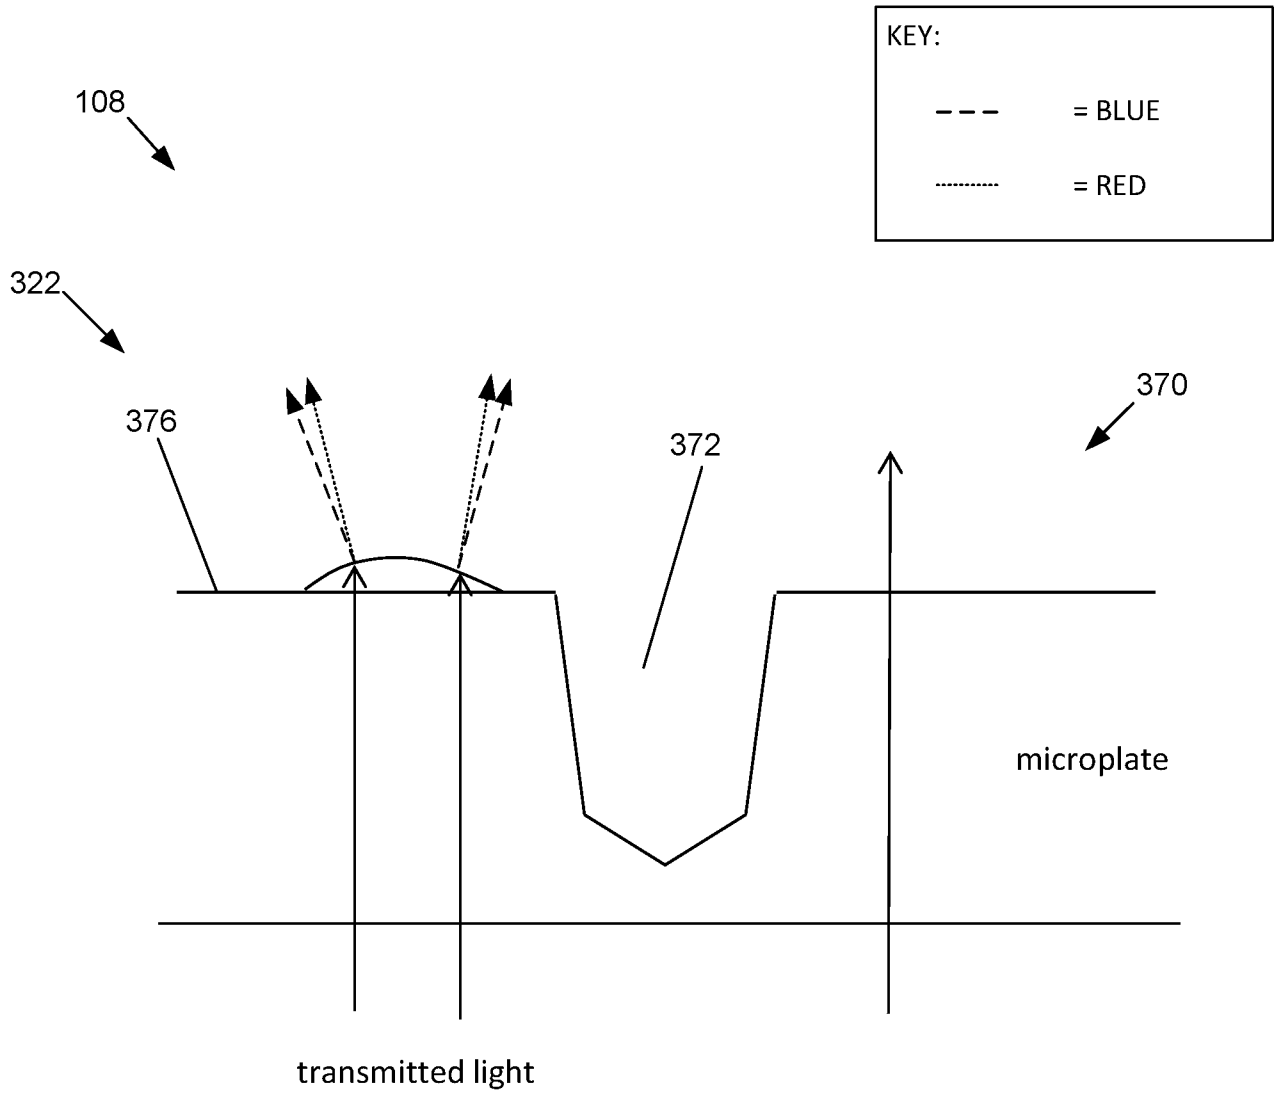 KEY:
= BLUE
= RED
108
322
376
372
370
microplate
transmitted light